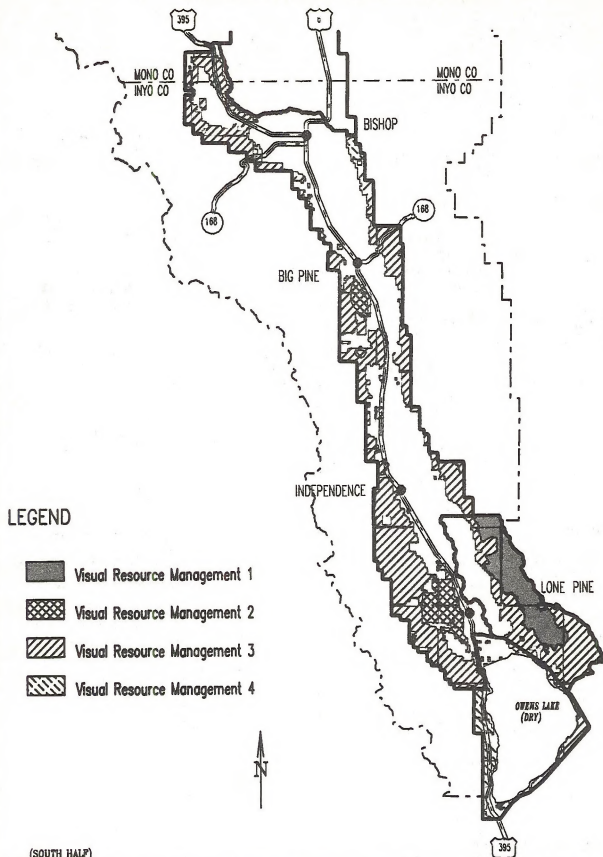 395
6
MONO CO
INYO CO
MONO CO
INYO CO
BISHOP
168
168
BIG PINE
INDEPENDENCE
LEGEND
Visual Resource Management 1
Visual Resource Management 2
Visual Resource Management 3
Visual Resource Management 4
LONE PINE
OWENS LAKE
(DRY)
N
395
(SOUTH HALF)